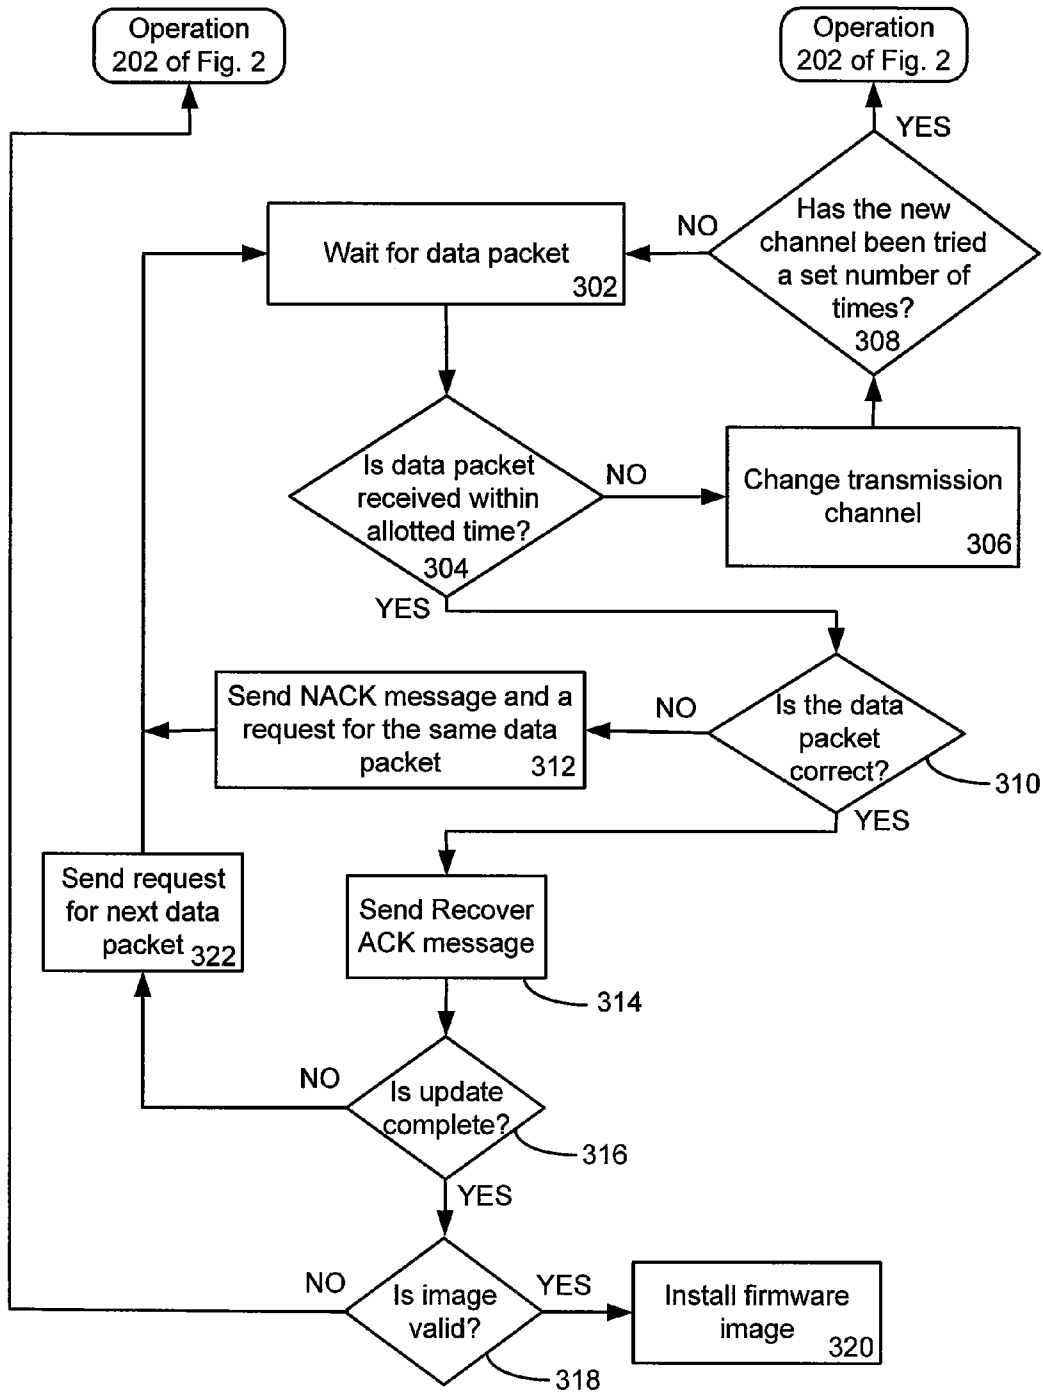 Operation
202 of Fig. 2
Operation
202 of Fig. 2
YES
Has the new
channel been tried
a set number of
times?
308
NO
Wait for data packet
302
Is data packet
received within
allotted time?
304
NO
Change transmission
channel
306
YES
Is the data
packet
correct?
310
NO
Send NACK message and a
request for the same data
packet
312
YES
Send request
for next data
packet
322
Send Recover
ACK message
314
NO
Is update
complete?
316
YES
NO
Is image
valid?
318
YES
Install firmware
image
320